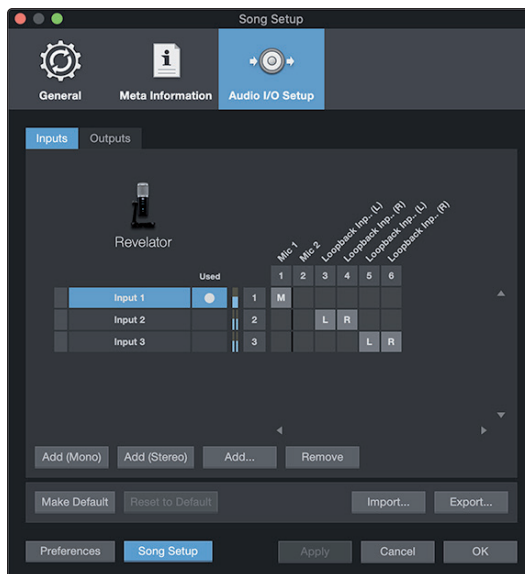 Song Setup
General
Meta Information
Audio I/O Setup
Inputs
Outputs
Revelator
Mic 1
Mic 2
Loopback Inp.. (L)
Loopback Inp.. (R)
Loopback Inp.. (L)
Loopback Inp.. (R)
Used
1 2 3 4 5 6
Input 1 1 M
Input 2 2 L R
Input 3 3 L R
Add (Mono)
Add (Stereo)
Add...
Remove
Make Default
Reset to Default
Import...
Export...
Preferences
Song Setup
Apply
Cancel
OK